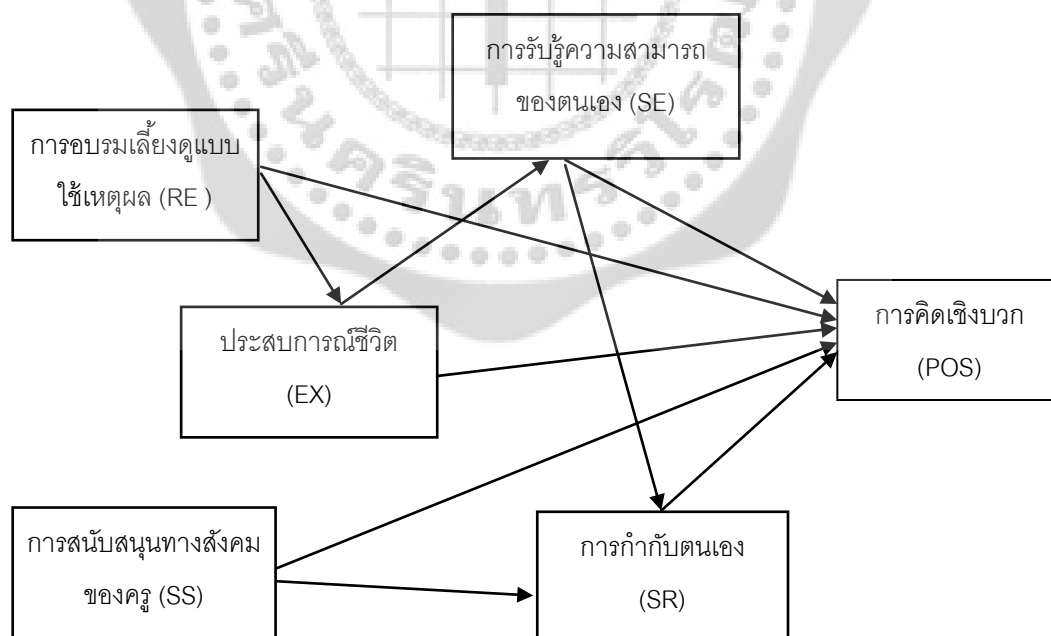 การรับรู้ความสามารถ
ของตนเอง (SE)
การอบรมเลี้ยงดูแบบ
ใช้เหตุผล (RE )
ประสบการณ์ชีวิต
(EX)
การคิดเชิงบวก
(POS)
การสนับสนุนทางสังคม
ของครู (SS)
การกำกับตนเอง
(SR)